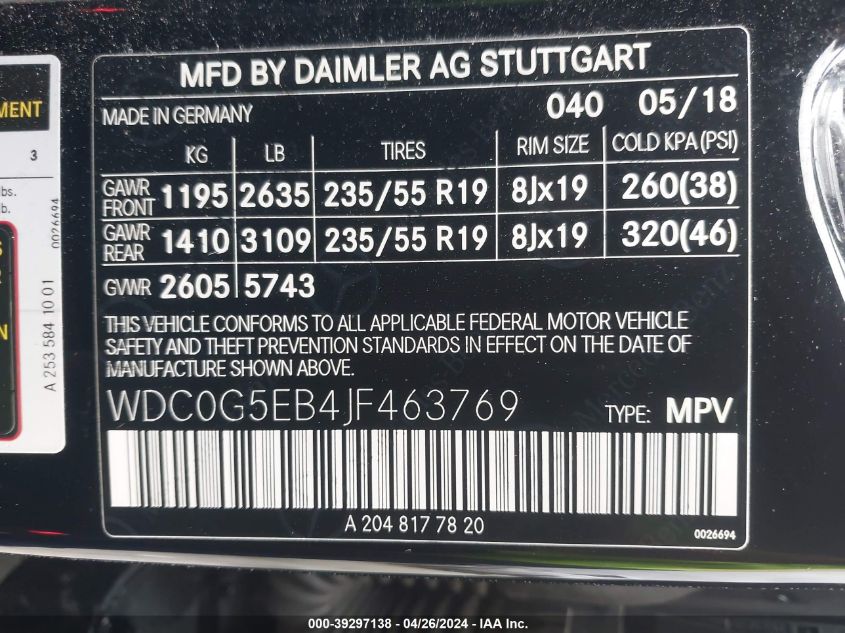 MFD BY DAIMLER AG STUTTGART
MADE IN GERMANY 040 05/18
KG LB TIRES RIM SIZE COLD KPA (PSI)
GAWR FRONT 1195 2635 235/55 R19 8Jx19 260(38)
GAWR REAR 1410 3109 235/55 R19 8Jx19 320(46)
GVWR 2605 5743
THIS VEHICLE CONFORMS TO ALL APPLICABLE FEDERAL MOTOR VEHICLE
SAFETY AND THEFT PREVENTION STANDARDS IN EFFECT ON THE DATE OF
MANUFACTURE SHOWN ABOVE.
WDC0G5EB4JF463769 TYPE: MPV
A 204 817 78 20
0026694
MENT
3
lbs.
lb.
0026694
A 253 584 10 01
000-39297138 - 04/26/2024 - IAA Inc.